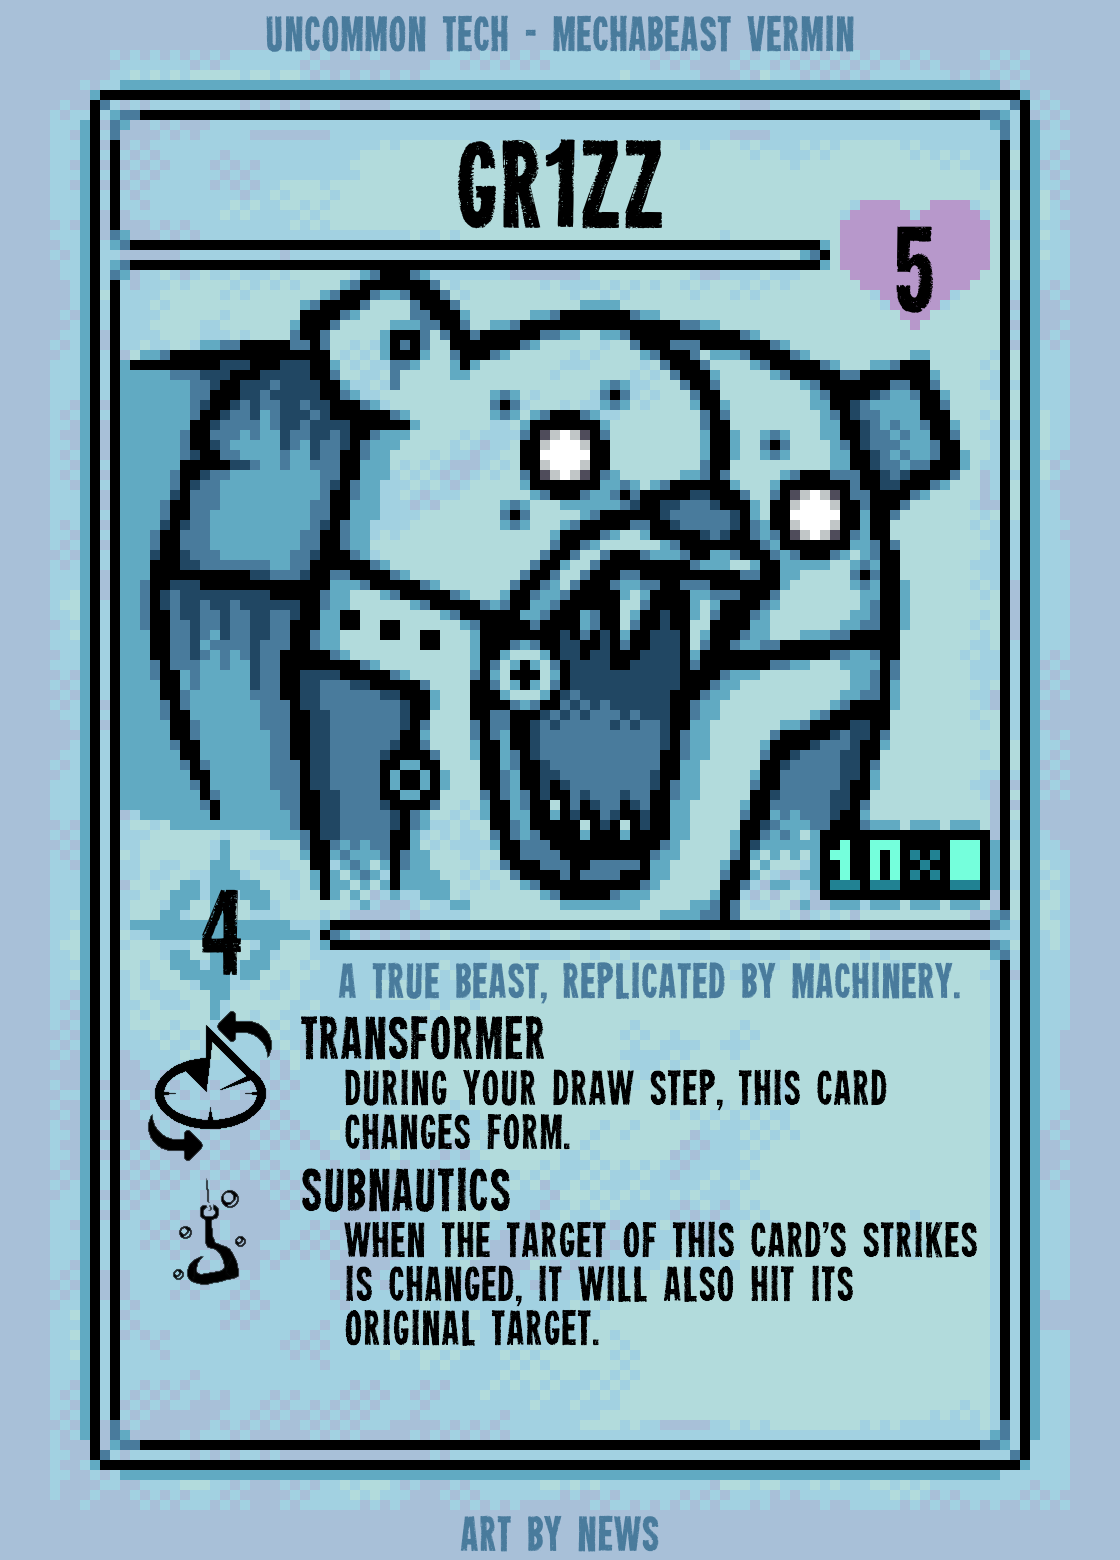 UNCOMMON TECH - MECHABEAST VERMIN
GR1ZZ
5
10×
4
A TRUE BEAST, REPLICATED BY MACHINERY.
TRANSFORMER
DURING YOUR DRAW STEP, THIS CARD
CHANGES FORM.
SUBNAUTICS
WHEN THE TARGET OF THIS CARD'S STRIKES
IS CHANGED, IT WILL ALSO HIT ITS
ORIGINAL TARGET.
ART BY NEWS